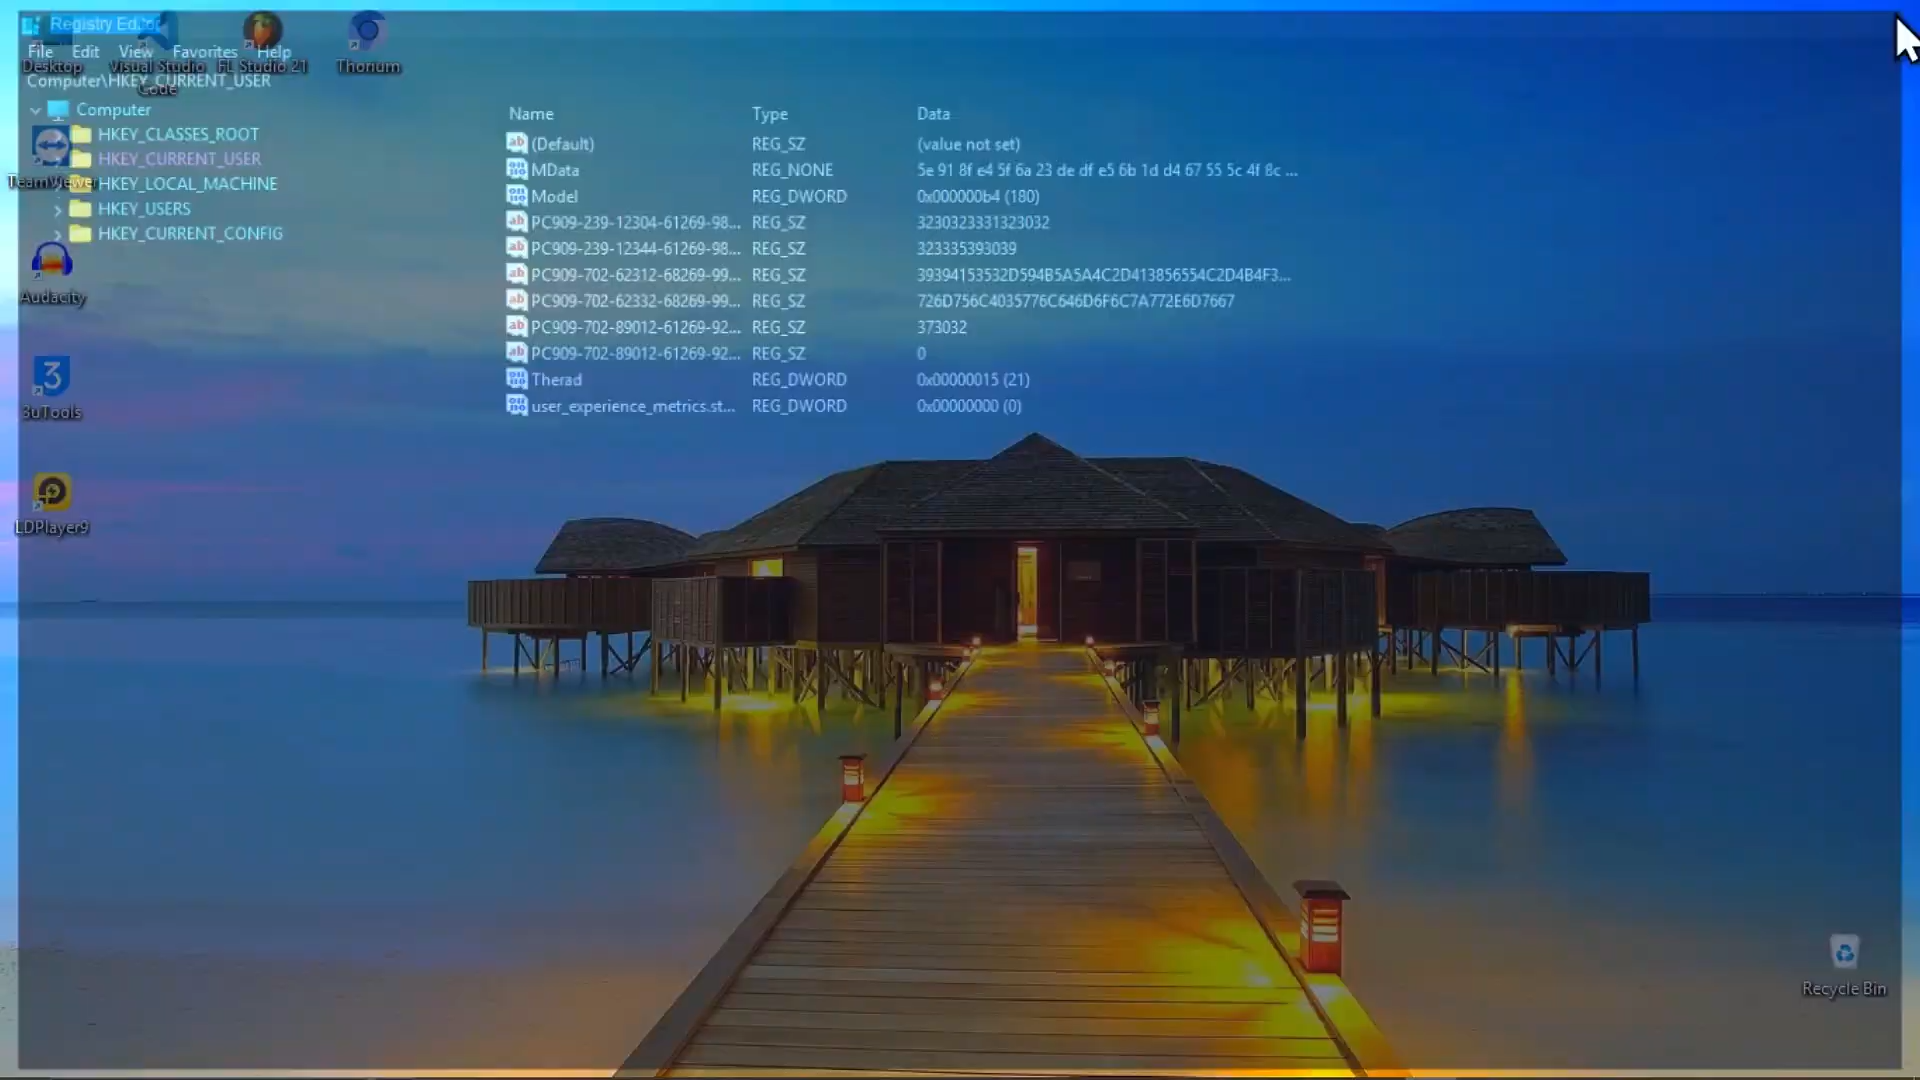 Registry Editor
File Edit View Favorites Help
Desktop
Visual Studio Code
FL Studio 21
Thorium
Computer\HKEY_CURRENT_USER
Computer
HKEY_CLASSES_ROOT
HKEY_CURRENT_USER
HKEY_LOCAL_MACHINE
HKEY_USERS
HKEY_CURRENT_CONFIG
TeamViewer
Audacity
3uTools
LDPlayer9
Name Type Data
(Default) REG_SZ (value not set)
MData REG_NONE 5e 91 8f e4 5f 6a 23 de df e5 6b 1d d4 67 55 5c 4f 8c ...
Model REG_DWORD 0x000000b4 (180)
PC909-239-12304-61269-98... REG_SZ 3230323331323032
PC909-239-12344-61269-98... REG_SZ 323335393039
PC909-702-62312-68269-99... REG_SZ 39394153532D594B5A5A4C2D413856554C2D4B4F3...
PC909-702-62332-68269-99... REG_SZ 726D756C4035776C646D6F6C7A772E6D7667
PC909-702-89012-61269-92... REG_SZ 373032
PC909-702-89012-61269-92... REG_SZ 0
Therad REG_DWORD 0x00000015 (21)
user_experience_metrics.st... REG_DWORD 0x00000000 (0)
Recycle Bin